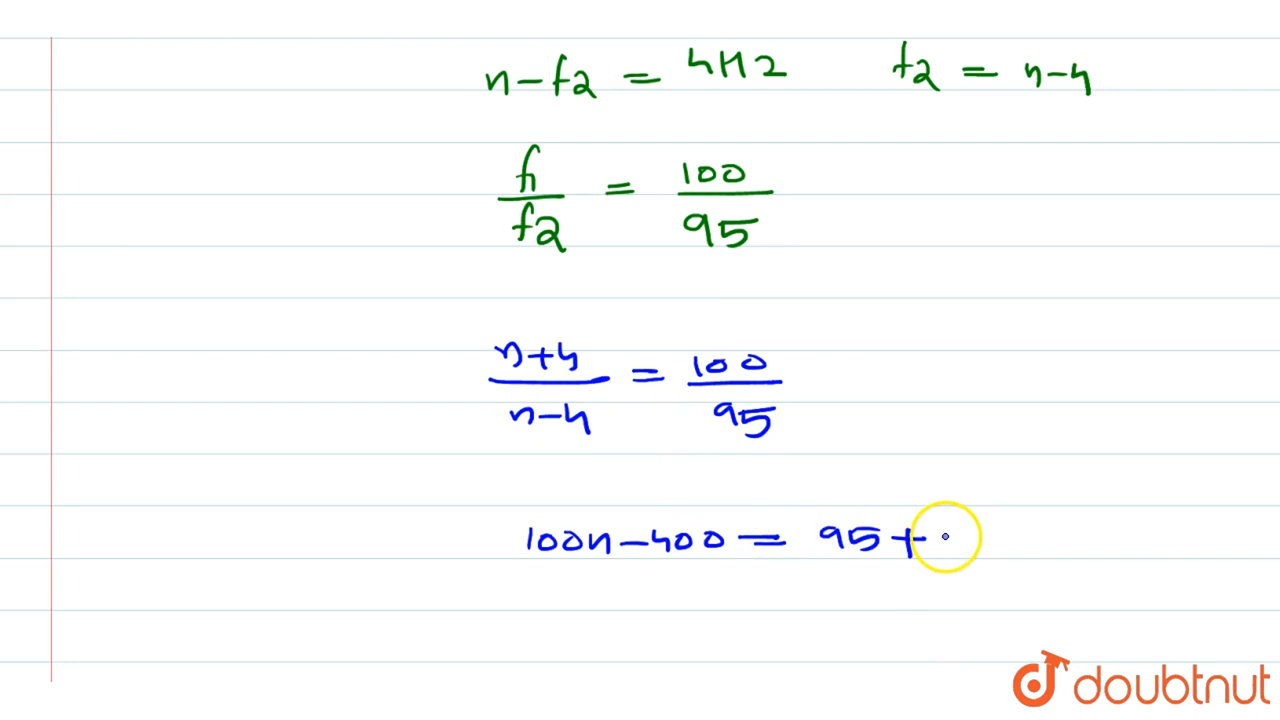 n-f2 = 4Hz f2 = n-4
f1/f2 = 100/95
n+4/n-4 = 100/95
100n-400 = 95+
doubtnut